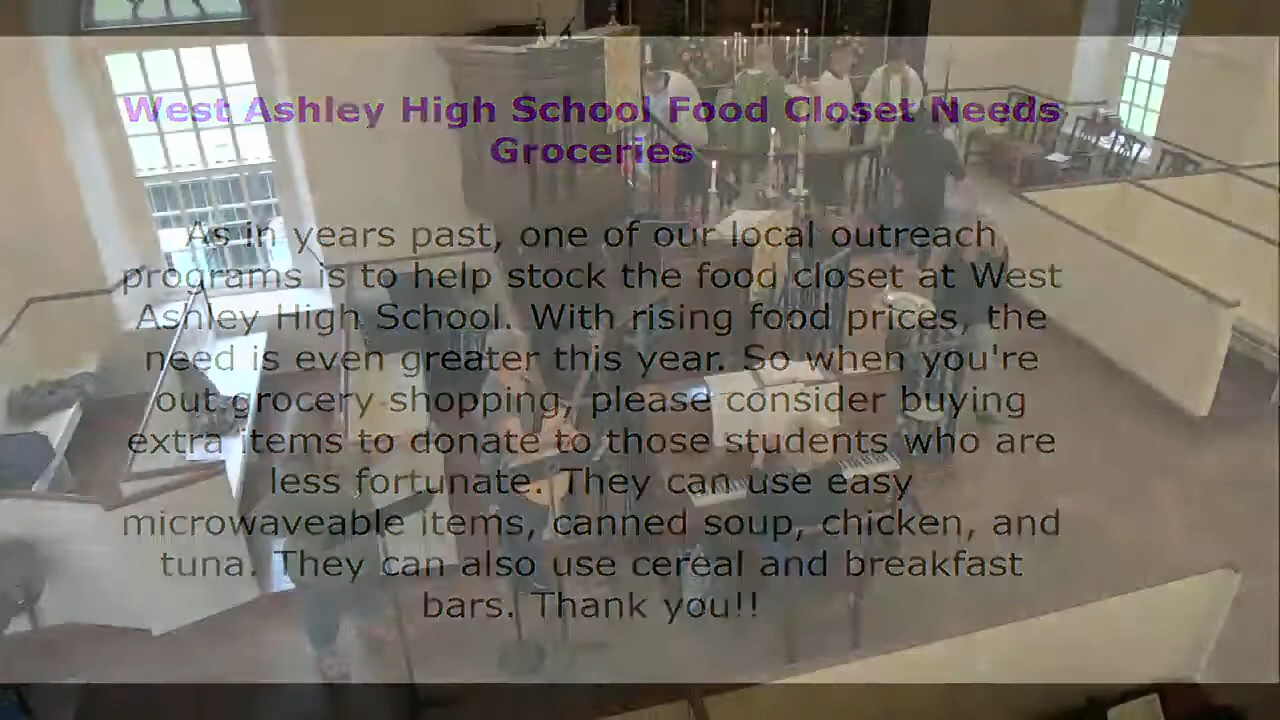 West Ashley High School Food Closet Needs
Groceries
As in years past, one of our local outreach
programs is to help stock the food closet at West
Ashley High School. With rising food prices, the
need is even greater this year. So when you're
out grocery shopping, please consider buying
extra items to donate to those students who are
less fortunate. They can use easy
microwaveable items, canned soup, chicken, and
tuna. They can also use cereal and breakfast
bars. Thank you!!